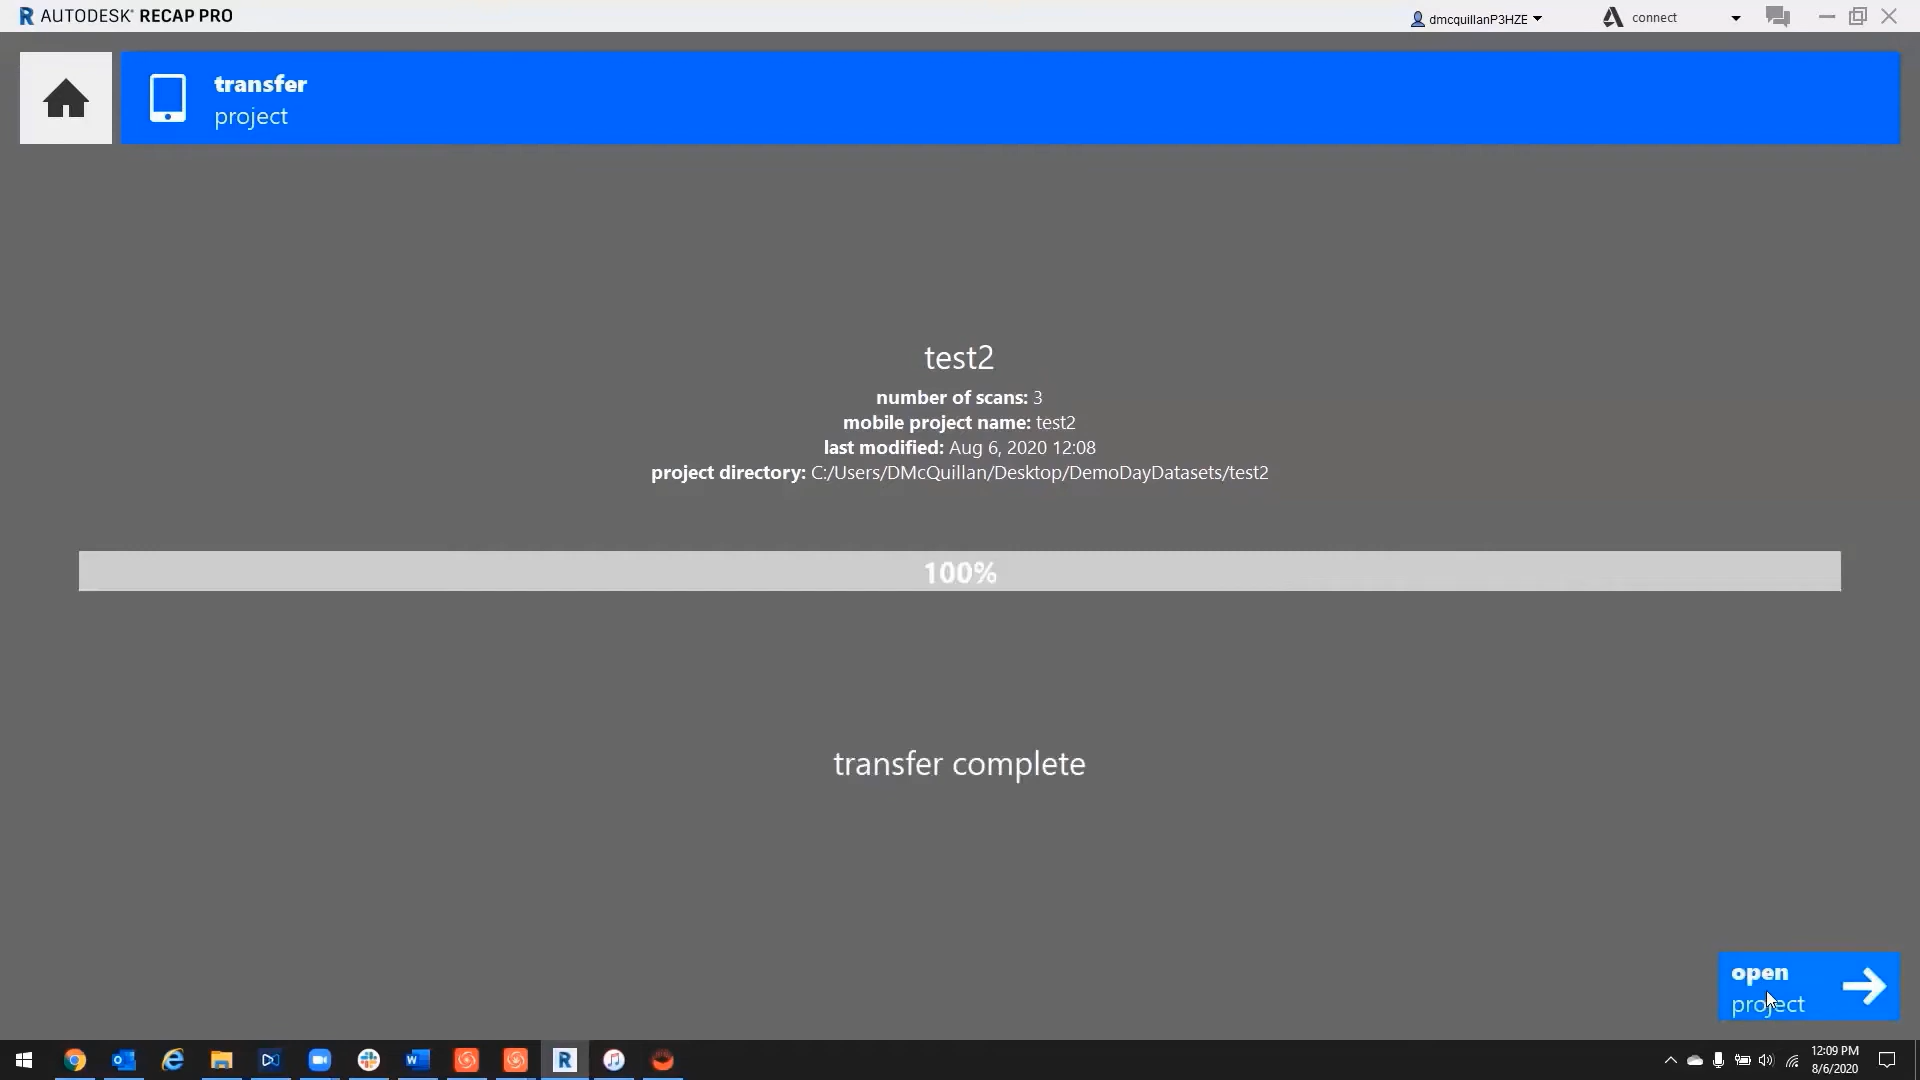 AUTODESK® RECAP PRO
dmcquillanP3HZE
connect
transfer
project
test2
number of scans: 3
mobile project name: test2
last modified: Aug 6, 2020 12:08
project directory: C:/Users/DMcQuillan/Desktop/DemoDayDatasets/test2
100%
transfer complete
open
project
12:09 PM
8/6/2020